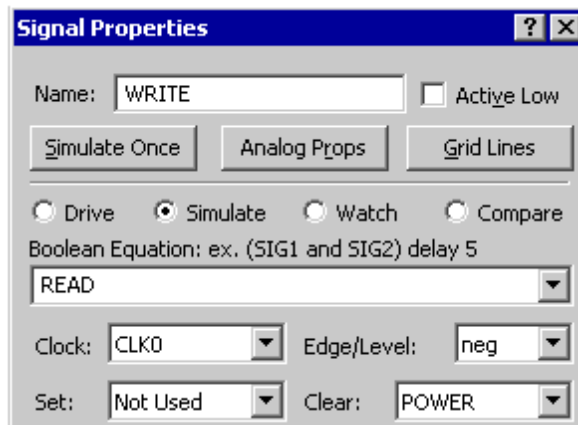 Signal Properties ? X
Name: WRITE Active Low
Simulate Once Analog Props Grid Lines
Drive Simulate Watch Compare
Boolean Equation: ex. (SIG1 and SIG2) delay 5
READ
Clock: CLK0 Edge/Level: neg
Set: Not Used Clear: POWER